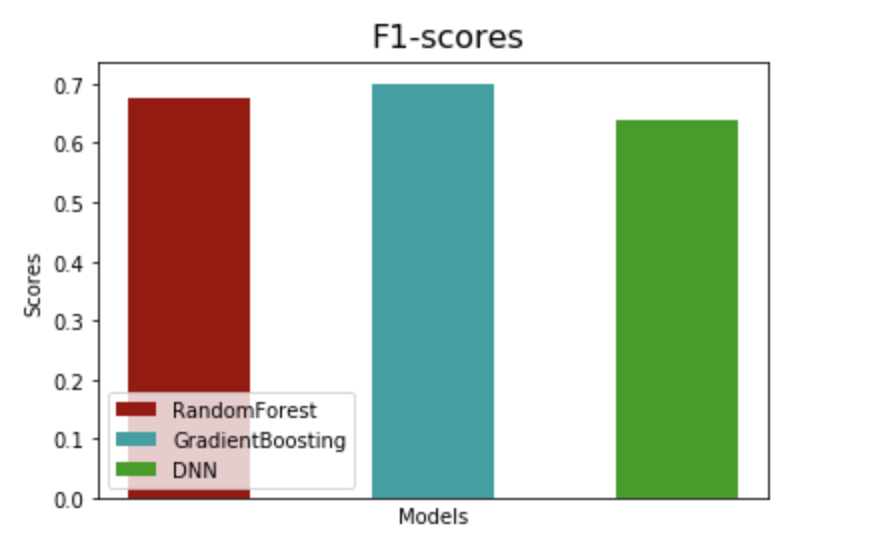 F1-scores
0.7
0.6
0.5
0.4
0.3
0.2
0.1
0.0
Scores
RandomForest
GradientBoosting
DNN
Models